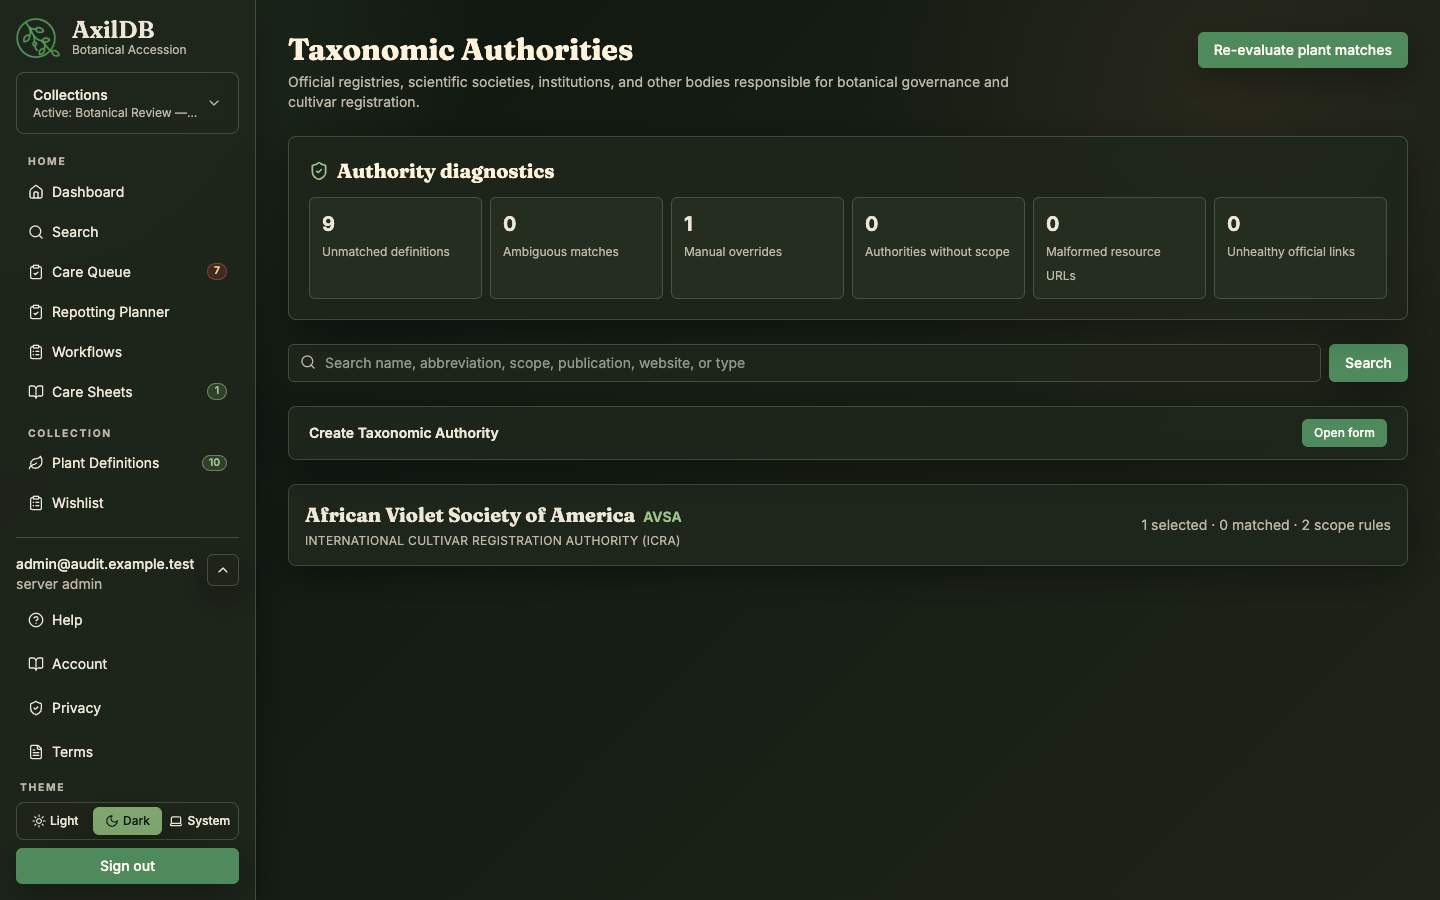 AxilDB
Botanical Accession
Collections
Active: Botanical Review —...
HOME
Dashboard
Search
Care Queue
7
Repotting Planner
Workflows
Care Sheets
1
COLLECTION
Plant Definitions
10
Wishlist
admin@audit.example.test
server admin
Help
Account
Privacy
Terms
THEME
Light
Dark
System
Sign out
Taxonomic Authorities
Official registries, scientific societies, institutions, and other bodies responsible for botanical governance and
cultivar registration.
Re-evaluate plant matches
Authority diagnostics
9
Unmatched definitions
0
Ambiguous matches
1
Manual overrides
0
Authorities without scope
0
Malformed resource
URLs
0
Unhealthy official links
Search name, abbreviation, scope, publication, website, or type
Search
Create Taxonomic Authority
Open form
African Violet Society of America AVSA
INTERNATIONAL CULTIVAR REGISTRATION AUTHORITY (ICRA)
1 selected · 0 matched · 2 scope rules